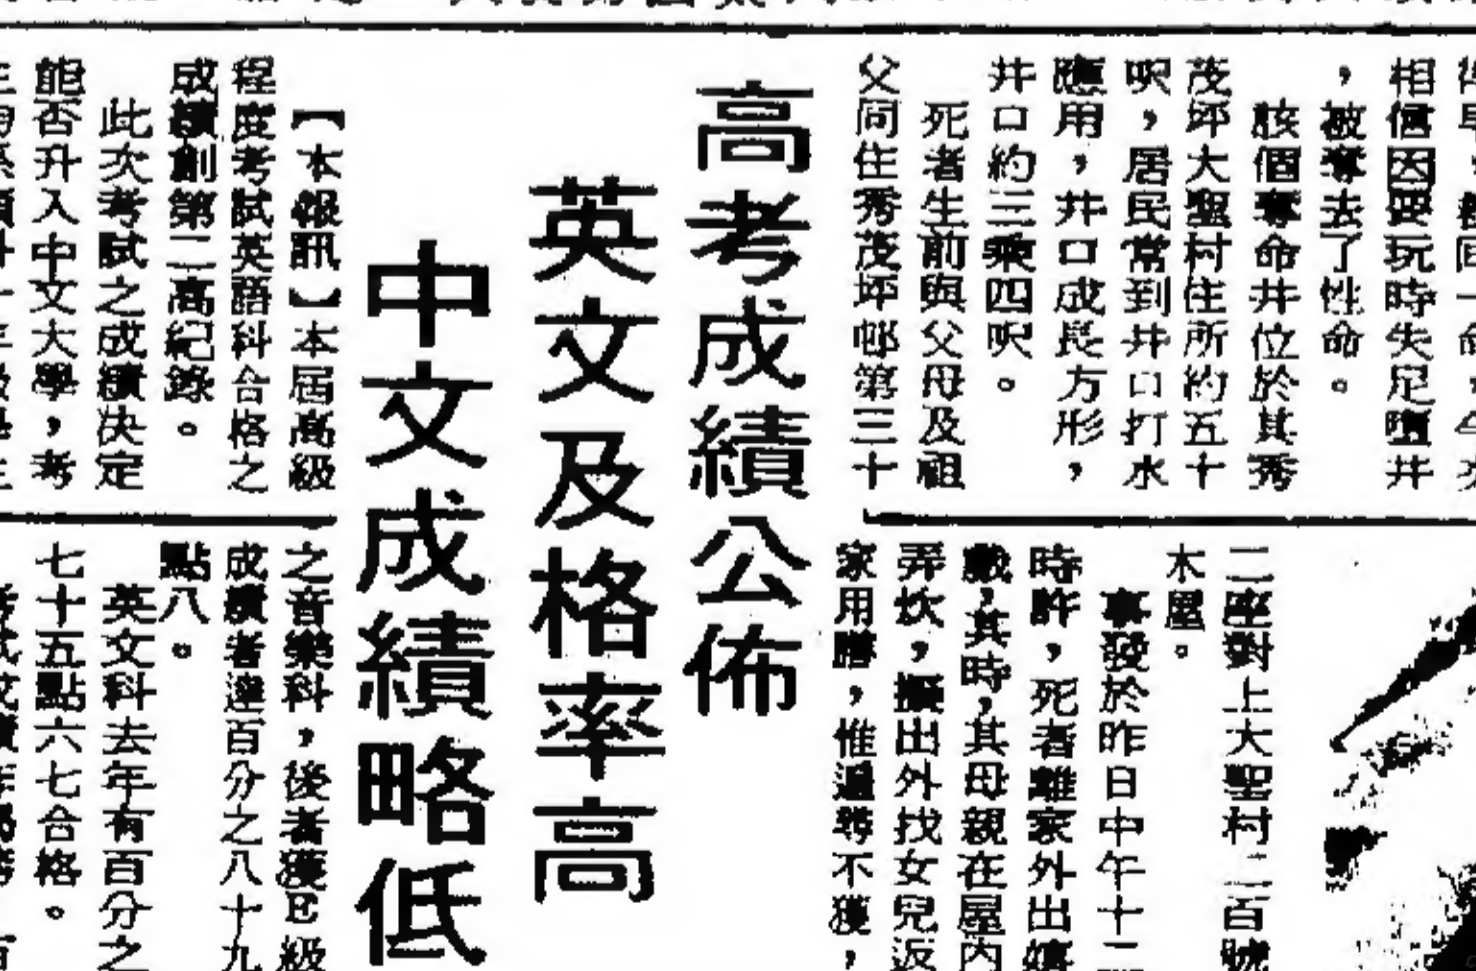 相信因要玩時失足墮井
，被奪去了性命。
該個奪命井位於其秀
茂坪大聖村住所約五十
呎，居民常到井口打水
應用，井口成長方形，
井口約三乘四呎。
死者生前與父母及祖
父同住秀茂坪邨第三十
二座對上大聖村二百號
木屋。
事發於昨日中午十二
時許，死者離家外出嬉
戲，其時，其母親在屋內
弄炊，擬出外找女兒返
家用膳，惟遍尋不獲，
高考成績公佈
英文及格率高
中文成績略低
【本報訊】本屆高級
程度考試英語科合格之
成績創第二高紀錄。
此次考試之成績決定
能否升入中文大學，考
之音樂科，後者獲E級
成績者達百分之八十九
點八。
英文科去年有百分之
七十五點六七合格。